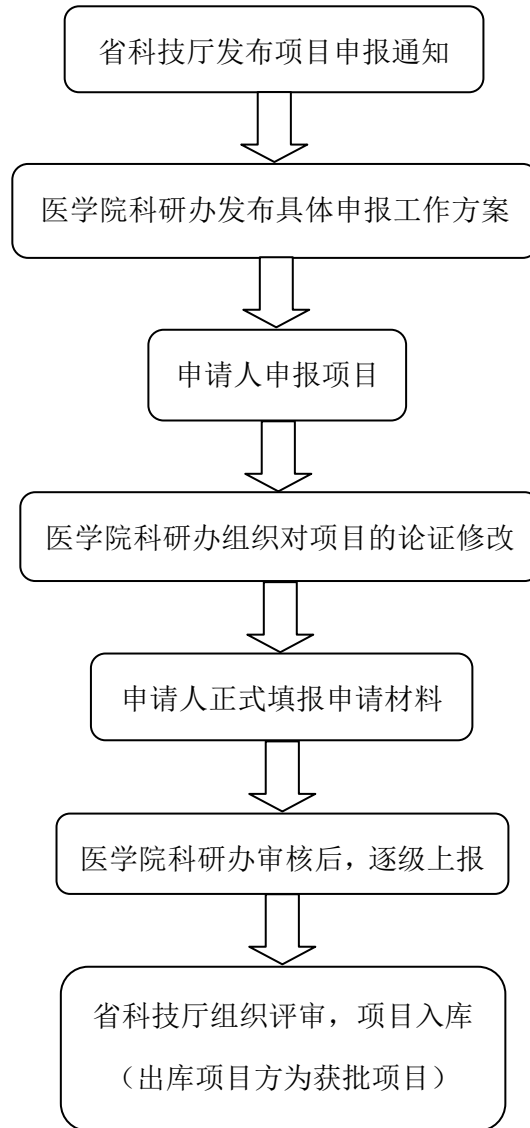 省科技厅发布项目申报通知
医学院科研办发布具体申报工作方案
申请人申报项目
医学院科研办组织对项目的论证修改
申请人正式填报申请材料
医学院科研办审核后，逐级上报
省科技厅组织评审，项目入库
（出库项目方为获批项目）